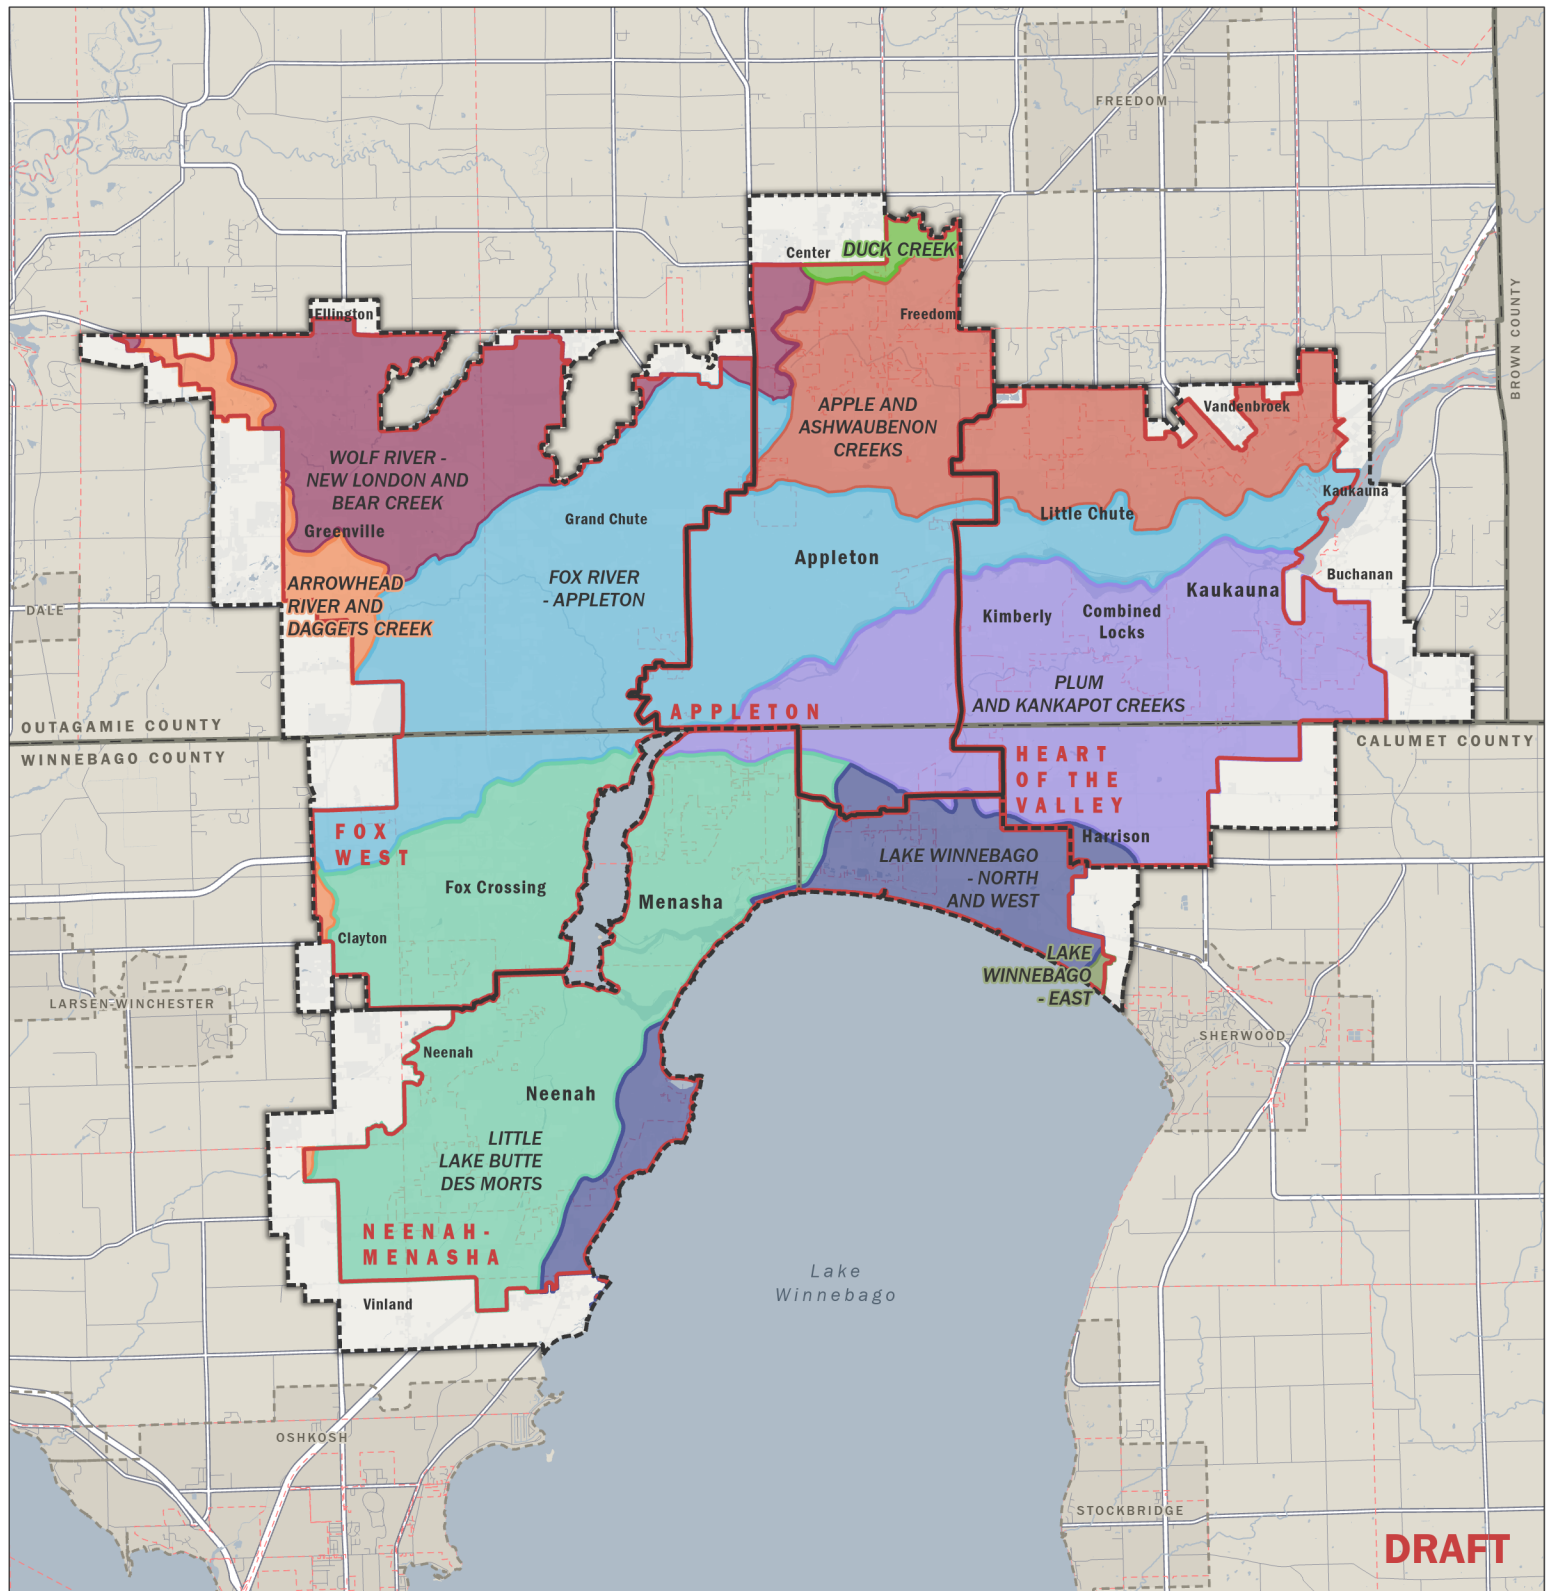 FREEDOM
Center
DUCK CREEK
Freedom
Ellington
BROWN COUNTY
APPLE AND
ASHWAUBENON
CREEKS
Vandenbroek
WOLF RIVER -
NEW LONDON AND
BEAR CREEK
Kaukauna
Grand Chute
Little Chute
Greenville
Appleton
FOX RIVER
- APPLETON
Buchanan
ARROWHEAD
RIVER AND
DAGGETS CREEK
Kaukauna
DALE
Kimberly
Combined
Locks
PLUM
AND KANKAPOT CREEKS
APPLETON
OUTAGAMIE COUNTY
WINNEBAGO COUNTY
CALUMET COUNTY
HEART
OF THE
VALLEY
FOX
WEST
Harrison
LAKE WINNEBAGO
- NORTH
AND WEST
Fox Crossing
Menasha
Clayton
LAKE
WINNEBAGO
- EAST
LARSEN-WINCHESTER
SHERWOOD
Neenah
Neenah
LITTLE
LAKE BUTTE
DES MORTS
NEENAH-
MENASHA
Lake
Winnebago
Vinland
OSHKOSH
STOCKBRIDGE
DRAFT